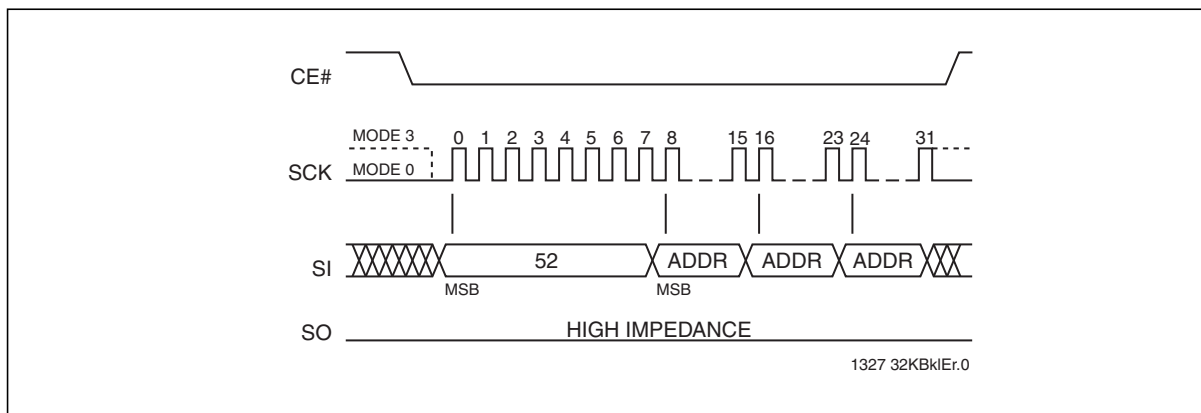 CE#
MODE 3
0 1 2 3 4 5 6 7 8 15 16 23 24 31
SCK
MODE 0
SI
52 ADDR ADDR ADDR
MSB MSB
SO
HIGH IMPEDANCE
1327 32KBklEr.0